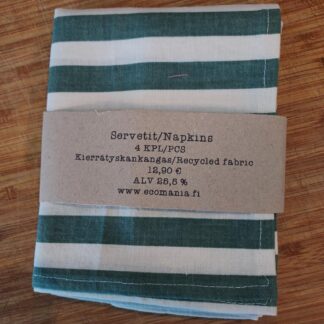 Servetit/Napkins
4 KPL/PCS
Kierrätyskankangas/Recycled fabric
12,90 €
ALV 25,5 %
www.ecomania.fi